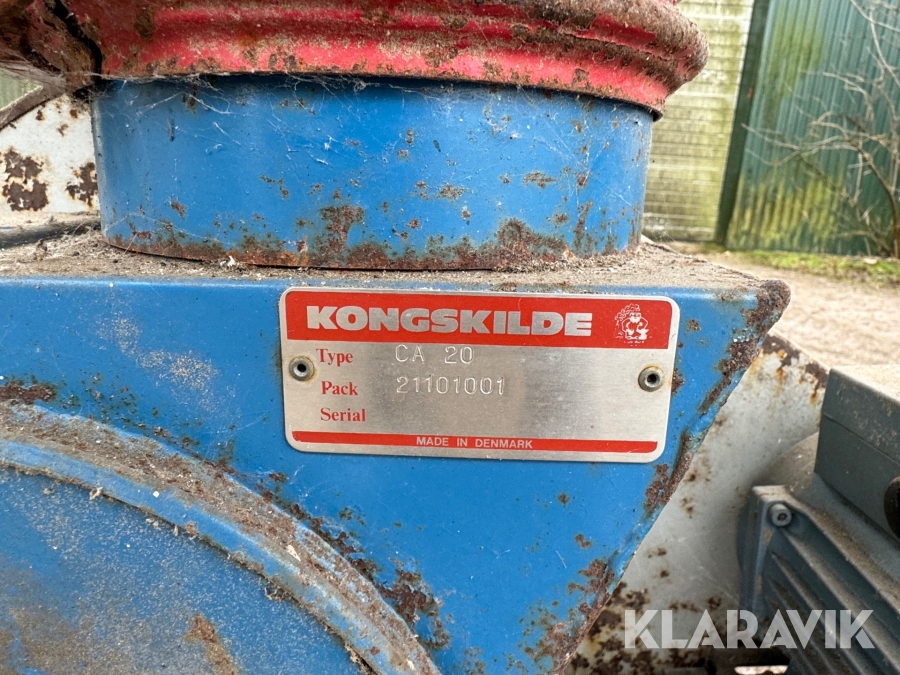 KONGSKILDE
Type CA 20
Pack 21101001
Serial
MADE IN DENMARK
KLARAVIK